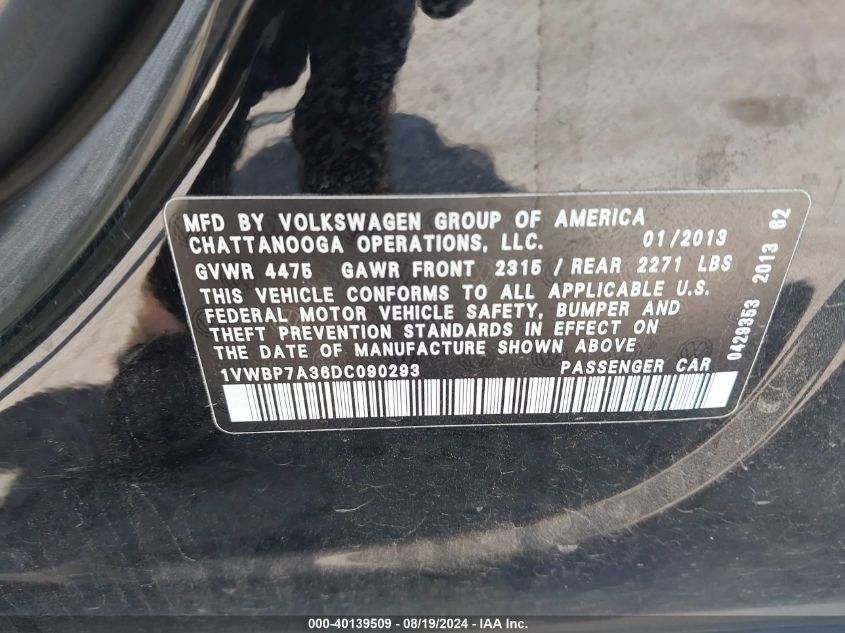 MFD BY VOLKSWAGEN GROUP OF AMERICA
CHATTANOOGA OPERATIONS, LLC. 01/2013
GVWR 4475 GAWR FRONT 2315 / REAR 2271 LBS
THIS VEHICLE CONFORMS TO ALL APPLICABLE U.S.
FEDERAL MOTOR VEHICLE SAFETY, BUMPER AND
THEFT PREVENTION STANDARDS IN EFFECT ON
THE DATE OF MANUFACTURE SHOWN ABOVE
1VWBP7A36DC090293 PASSENGER CAR
0429353 2013 62
000-40139509 - 08/19/2024 - IAA Inc.